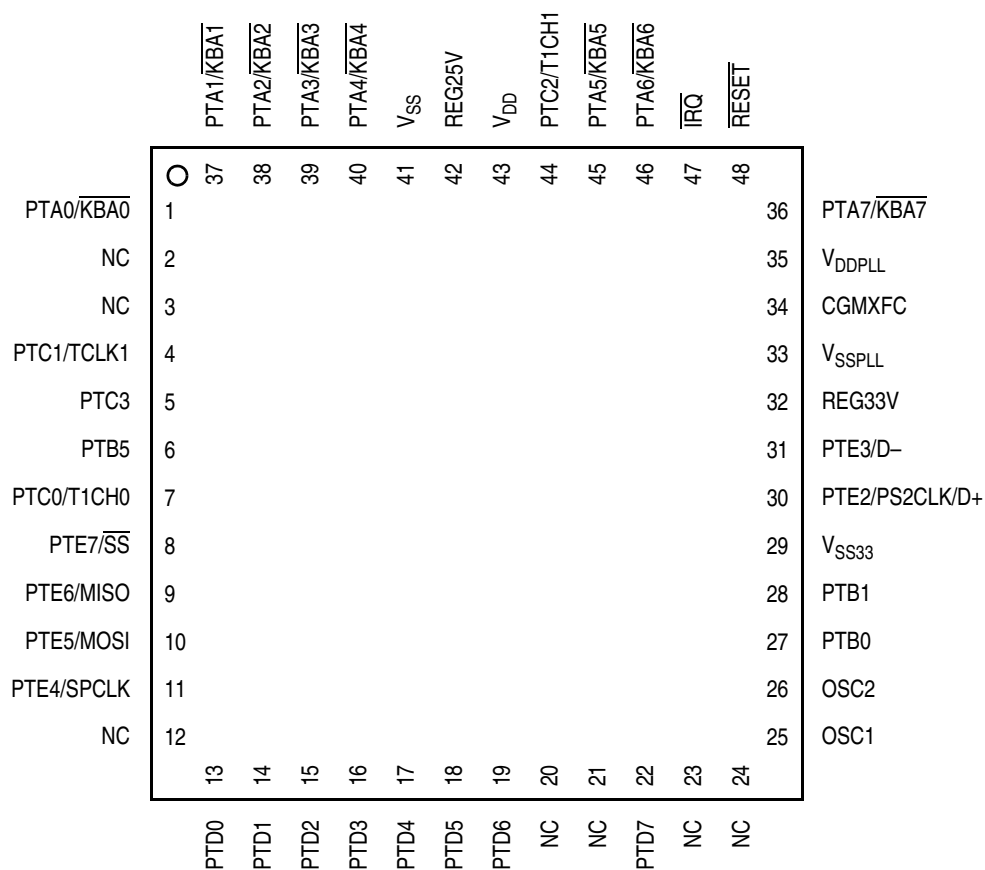 PTA1/KBA1
PTA2/KBA2
PTA3/KBA3
PTA4/KBA4
VSS
REG25V
VDD
PTC2/T1CH1
PTA5/KBA5
PTA6/KBA6
IRQ
RESET
37
38
39
40
41
42
43
44
45
46
47
48
PTA0/KBA0 1
36 PTA7/KBA7
NC 2
35 VDDPLL
NC 3
34 CGMXFC
PTC1/TCLK1 4
33 VSSPLL
PTC3 5
32 REG33V
PTB5 6
31 PTE3/D–
PTC0/T1CH0 7
30 PTE2/PS2CLK/D+
PTE7/SS 8
29 VSS33
PTE6/MISO 9
28 PTB1
PTE5/MOSI 10
27 PTB0
PTE4/SPCLK 11
26 OSC2
NC 12
25 OSC1
13
14
15
16
17
18
19
20
21
22
23
24
PTD0
PTD1
PTD2
PTD3
PTD4
PTD5
PTD6
NC
NC
PTD7
NC
NC